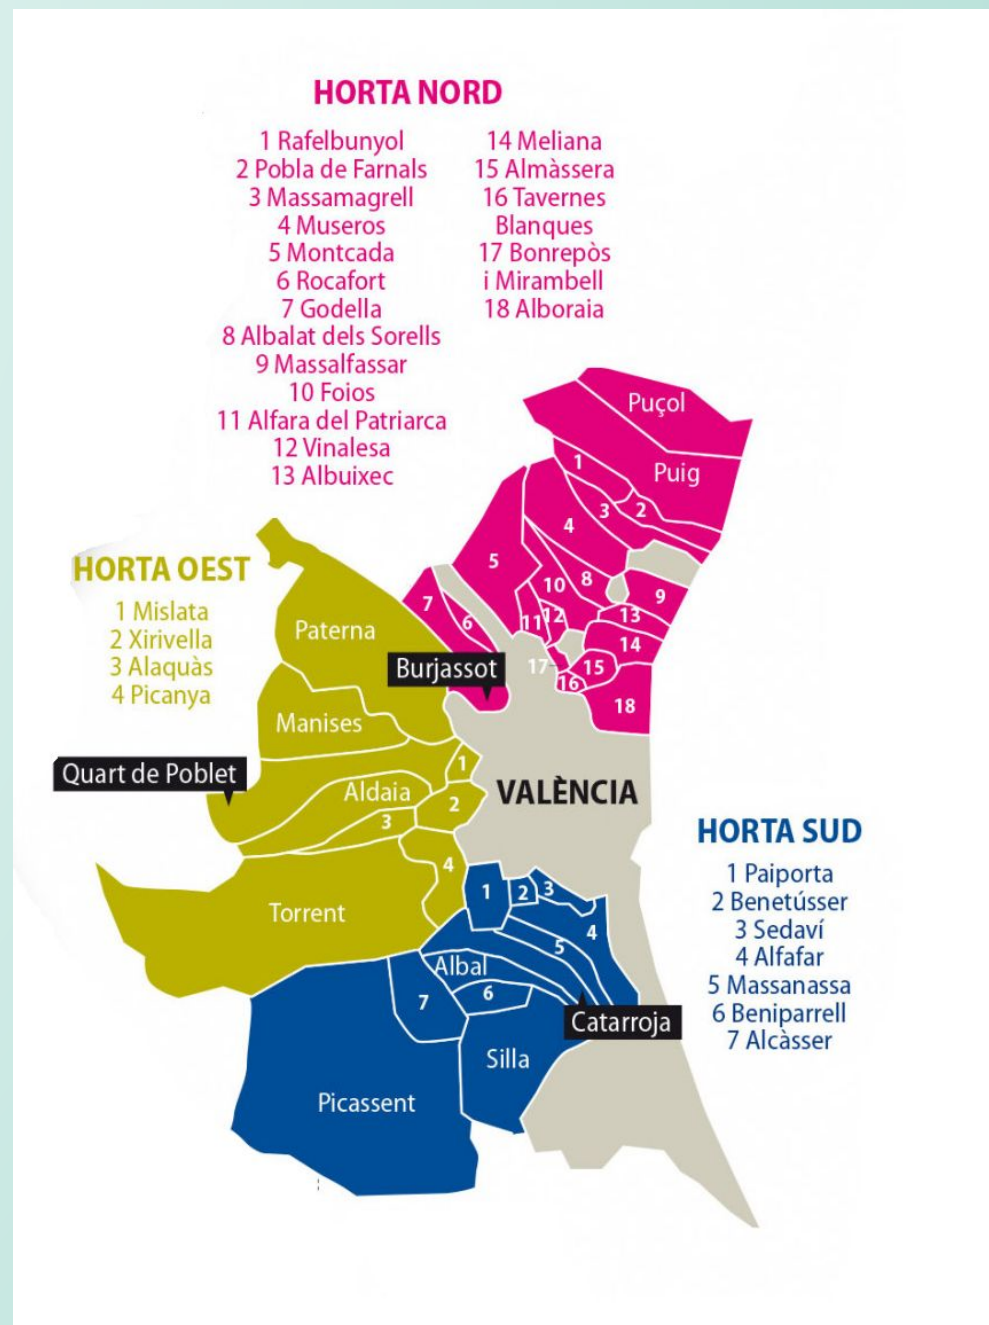 HORTA NORD
1 Rafelbunyol
2 Pobla de Farnals
3 Massamagrell
4 Museros
5 Montcada
6 Rocafort
7 Godella
8 Albalat dels Sorells
9 Massalfassar
10 Foios
11 Alfara del Patriarca
12 Vinalesa
13 Albuixec
14 Meliana
15 Almàssera
16 Tavernes
Blanques
17 Bonrepòs
i Mirambell
18 Alboraia
Puçol
Puig
1
2
3
4
5
10
8
9
7
6
11
12
13
14
17
15
16
18
Burjassot
HORTA OEST
1 Mislata
2 Xirivella
3 Alaquàs
4 Picanya
Paterna
Manises
Quart de Poblet
Aldaia
1
2
3
4
Torrent
VALÈNCIA
HORTA SUD
1 Paiporta
2 Benetússer
3 Sedaví
4 Alfafar
5 Massanassa
6 Beniparrell
7 Alcàsser
1
2
3
4
5
Albal
6
7
Catarroja
Silla
Picassent